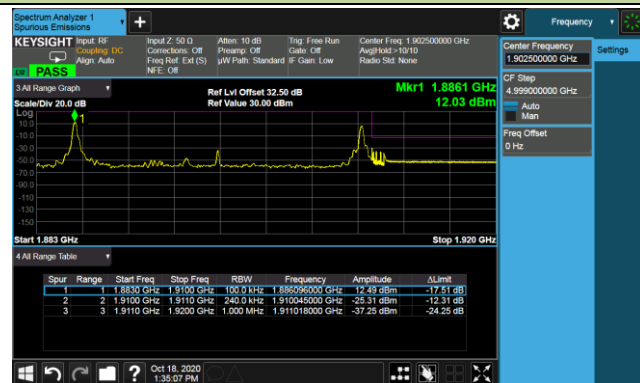 Spectrum Analyzer 1
Spurious Emissions
Frequency
KEYSIGHT Input: RF
Coupling: DC
Align: Auto
Input Z: 50 Ω
Corrections: Off
Freq Ref: Ext (S)
NFE: Off
Atten: 10 dB
Preamp: Off
µW Path: Standard
Trig: Free Run
Gate: Off
IF Gain: Low
Center Freq: 1.902500000 GHz
Avg|Hold:>10/10
Radio Std: None
PASS
Center Frequency
1.902500000 GHz
Settings
CF Step
4.999000000 GHz
Auto
Man
Freq Offset
0 Hz
3 All Range Graph
Scale/Div 20.0 dB
Ref Lvl Offset 32.50 dB
Ref Value 30.00 dBm
Mkr1 1.8861 GHz
12.03 dBm
Log
1
10.0
-10.0
-30.0
-50.0
-70.0
-90.0
-110
-130
-150
Start 1.883 GHz
Stop 1.920 GHz
4 All Range Table
Spur Range Start Freq Stop Freq RBW Frequency Amplitude ΔLimit
1 1 1.8830 GHz 1.9100 GHz 100.0 kHz 1.886096000 GHz 12.49 dBm -17.51 dB
2 2 1.9100 GHz 1.9110 GHz 240.0 kHz 1.910045000 GHz -25.31 dBm -12.31 dB
3 3 1.9110 GHz 1.9200 GHz 1.000 MHz 1.911018000 GHz -37.25 dBm -24.25 dB
Oct 18, 2020
1:35:07 PM